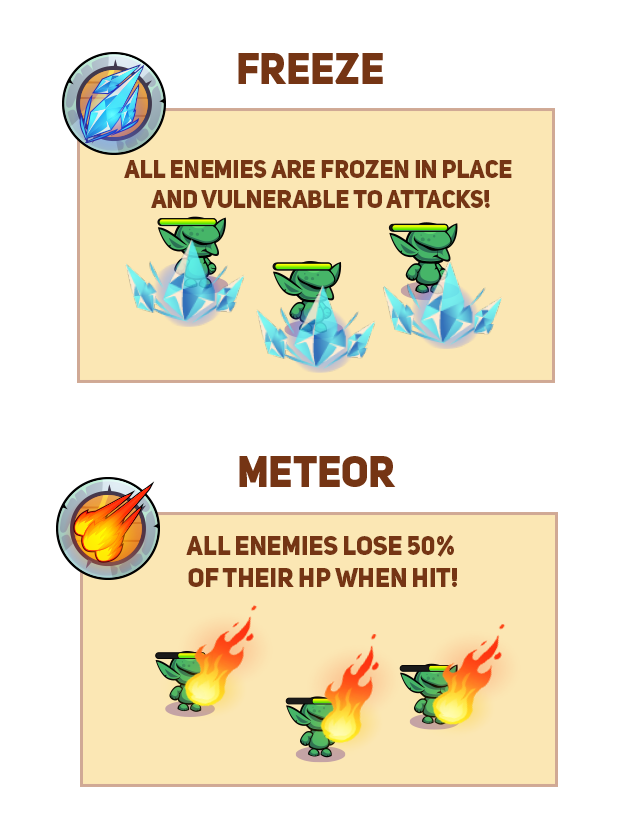 FREEZE
ALL ENEMIES ARE FROZEN IN PLACE
AND VULNERABLE TO ATTACKS!
METEOR
ALL ENEMIES LOSE 50%
OF THEIR HP WHEN HIT!